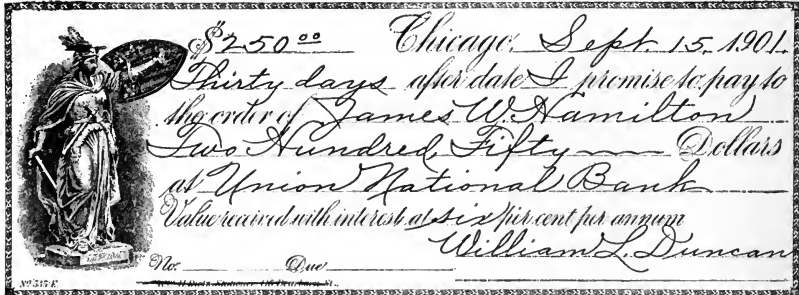 $250.00 Chicago, Sept. 15, 1901.
Thirty days after date I promise to pay to
the order of James W. Hamilton
Two Hundred Fifty Dollars
at Union National Bank
Value received with interest at six per cent per annum
William L. Duncan
No. Due